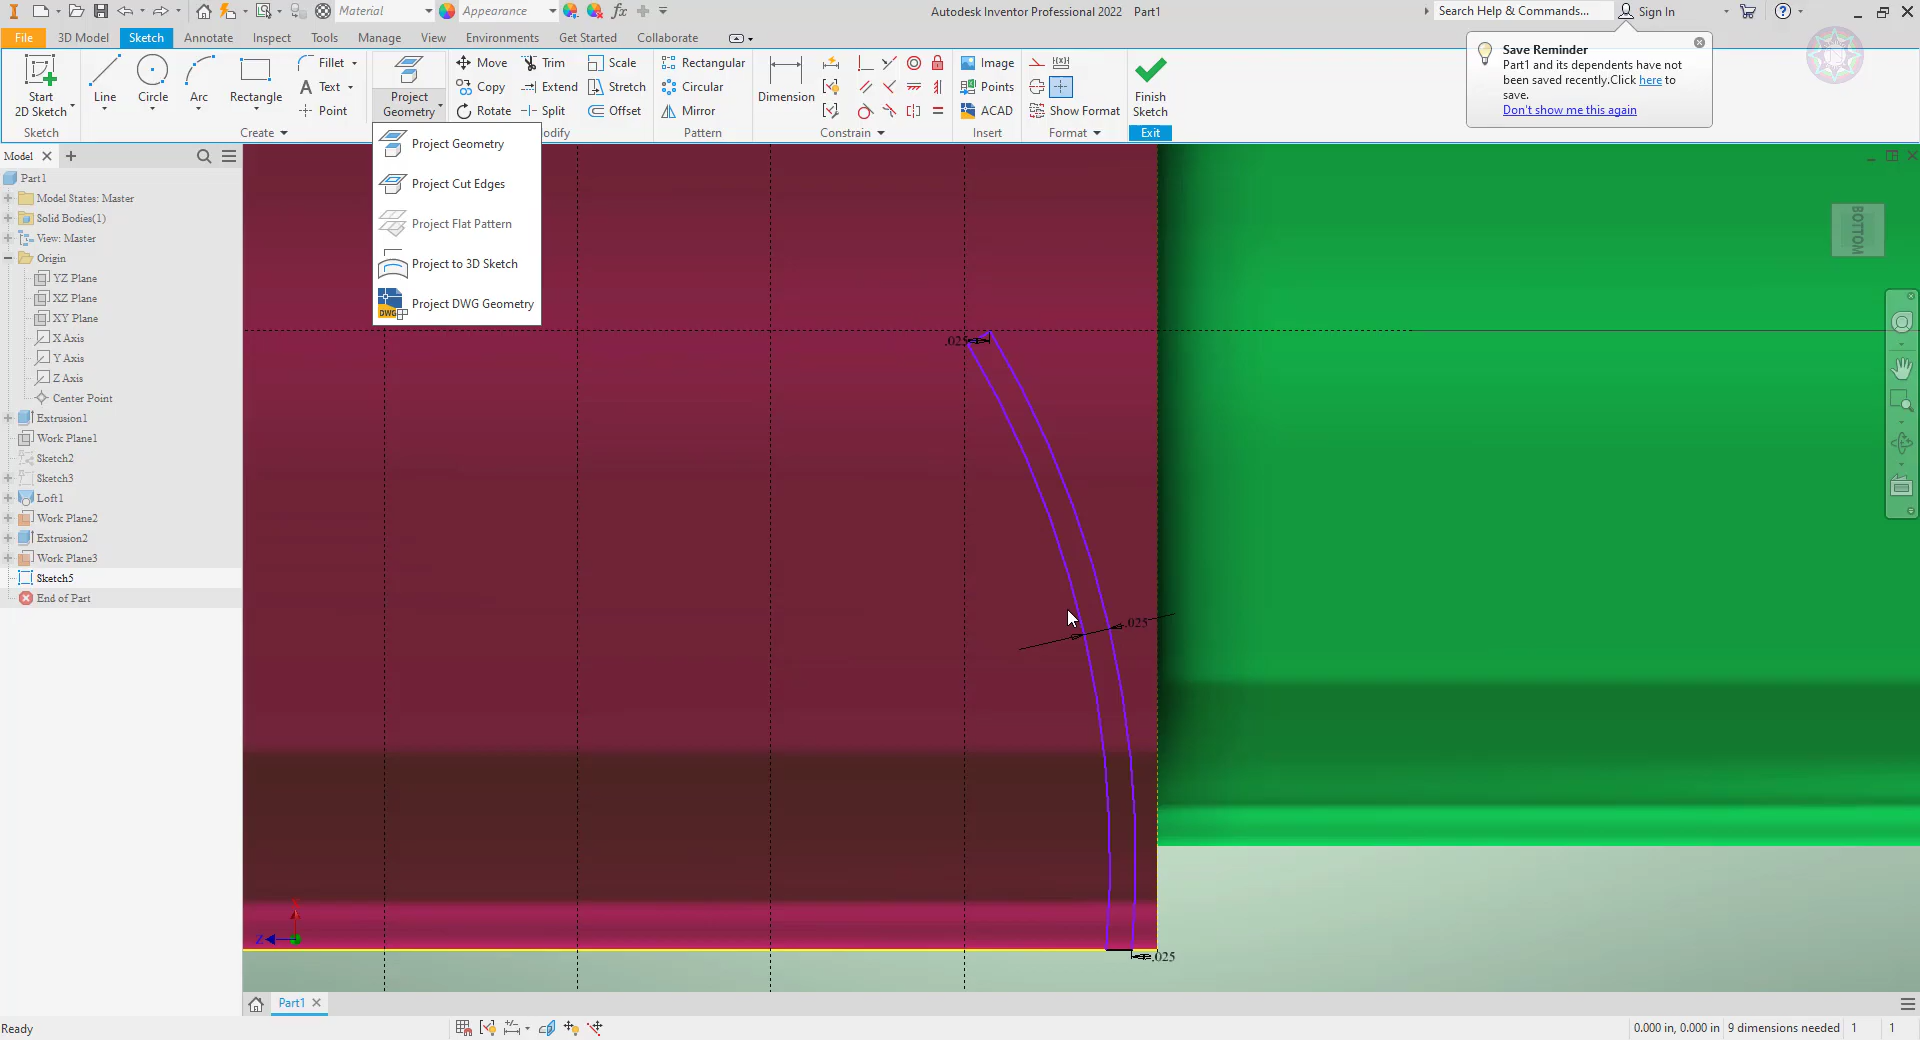 Material
Appearance
Autodesk Inventor Professional 2022 Part1
Search Help & Commands...
Sign In
File
3D Model
Sketch
Annotate
Inspect
Tools
Manage
View
Environments
Get Started
Collaborate
Start
2D Sketch
Line
Circle
Arc
Rectangle
Fillet
Text
Point
Project
Geometry
Move
Copy
Rotate
Trim
Extend
Split
Scale
Stretch
Offset
Rectangular
Circular
Mirror
Dimension
Image
Points
ACAD
Show Format
Finish
Sketch
Sketch
Create
odify
Pattern
Constrain
Insert
Format
Exit
Save Reminder
Part1 and its dependents have not
been saved recently.Click here to
save.
Don't show me this again
Project Geometry
Project Cut Edges
Project Flat Pattern
Project to 3D Sketch
DWG
Project DWG Geometry
Model
Part1
Model States: Master
Solid Bodies(1)
View: Master
Origin
YZ Plane
XZ Plane
XY Plane
X Axis
Y Axis
Z Axis
Center Point
Extrusion1
Work Plane1
Sketch2
Sketch3
Loft1
Work Plane2
Extrusion2
Work Plane3
Sketch5
End of Part
BOTTOM
.025
.025
.025
Z
Part1
Ready
0.000 in, 0.000 in
9 dimensions needed
1
1